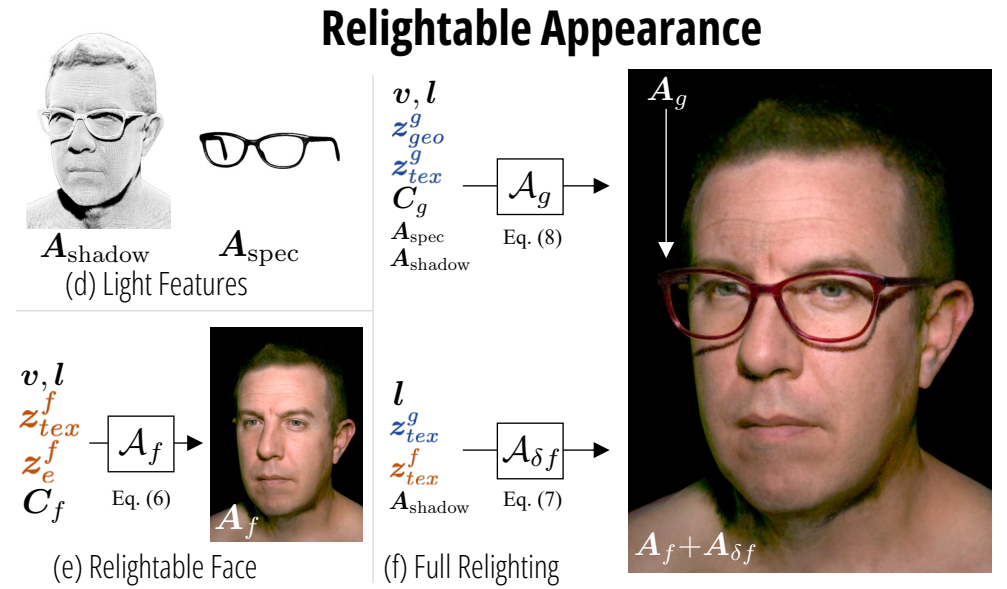 Relightable Appearance
A_shadow
A_spec
(d) Light Features
v, l
z^f_tex
z^f_e
C_f
A_f
Eq. (6)
A_f
(e) Relightable Face
v, l
z^g_geo
z^g_tex
C_g
A_spec
A_shadow
A_g
Eq. (8)
l
z^g_tex
z^f_tex
A_shadow
A_δf
Eq. (7)
(f) Full Relighting
A_g
A_f+A_δf